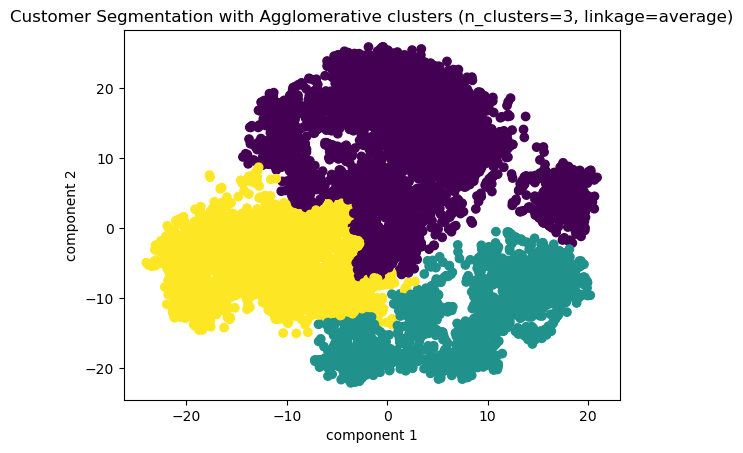 Customer Segmentation with Agglomerative clusters (n_clusters=3, linkage=average)
component 2
20
10
0
−10
−20
−20 −10 0 10 20
component 1